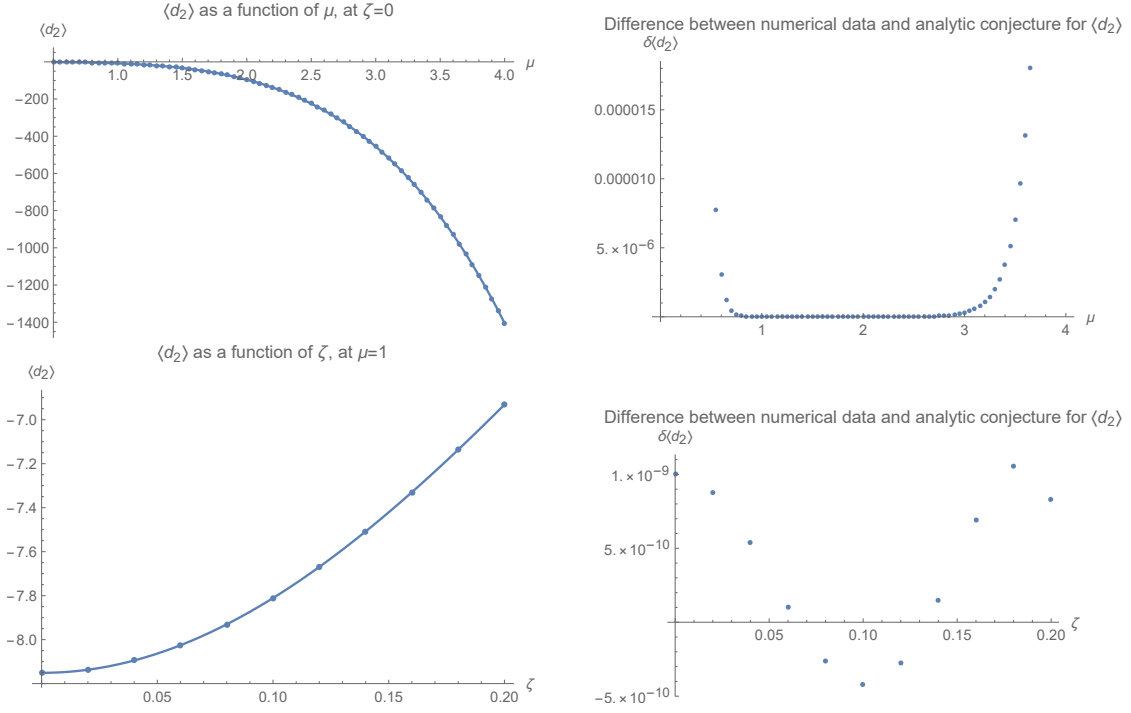 ⟨d₂⟩ as a function of μ, at ζ=0
⟨d₂⟩
μ
1.0 1.5 2.0 2.5 3.0 3.5 4.0
-200
-400
-600
-800
-1000
-1200
-1400
Difference between numerical data and analytic conjecture for ⟨d₂⟩
δ⟨d₂⟩
0.000015
0.000010
5.×10⁻⁶
1 2 3 4
μ
⟨d₂⟩ as a function of ζ, at μ=1
⟨d₂⟩
-7.0
-7.2
-7.4
-7.6
-7.8
-8.0
0.05 0.10 0.15 0.20
ζ
Difference between numerical data and analytic conjecture for ⟨d₂⟩
δ⟨d₂⟩
1.×10⁻⁹
5.×10⁻¹⁰
0.05 0.10 0.15 0.20
ζ
-5.×10⁻¹⁰